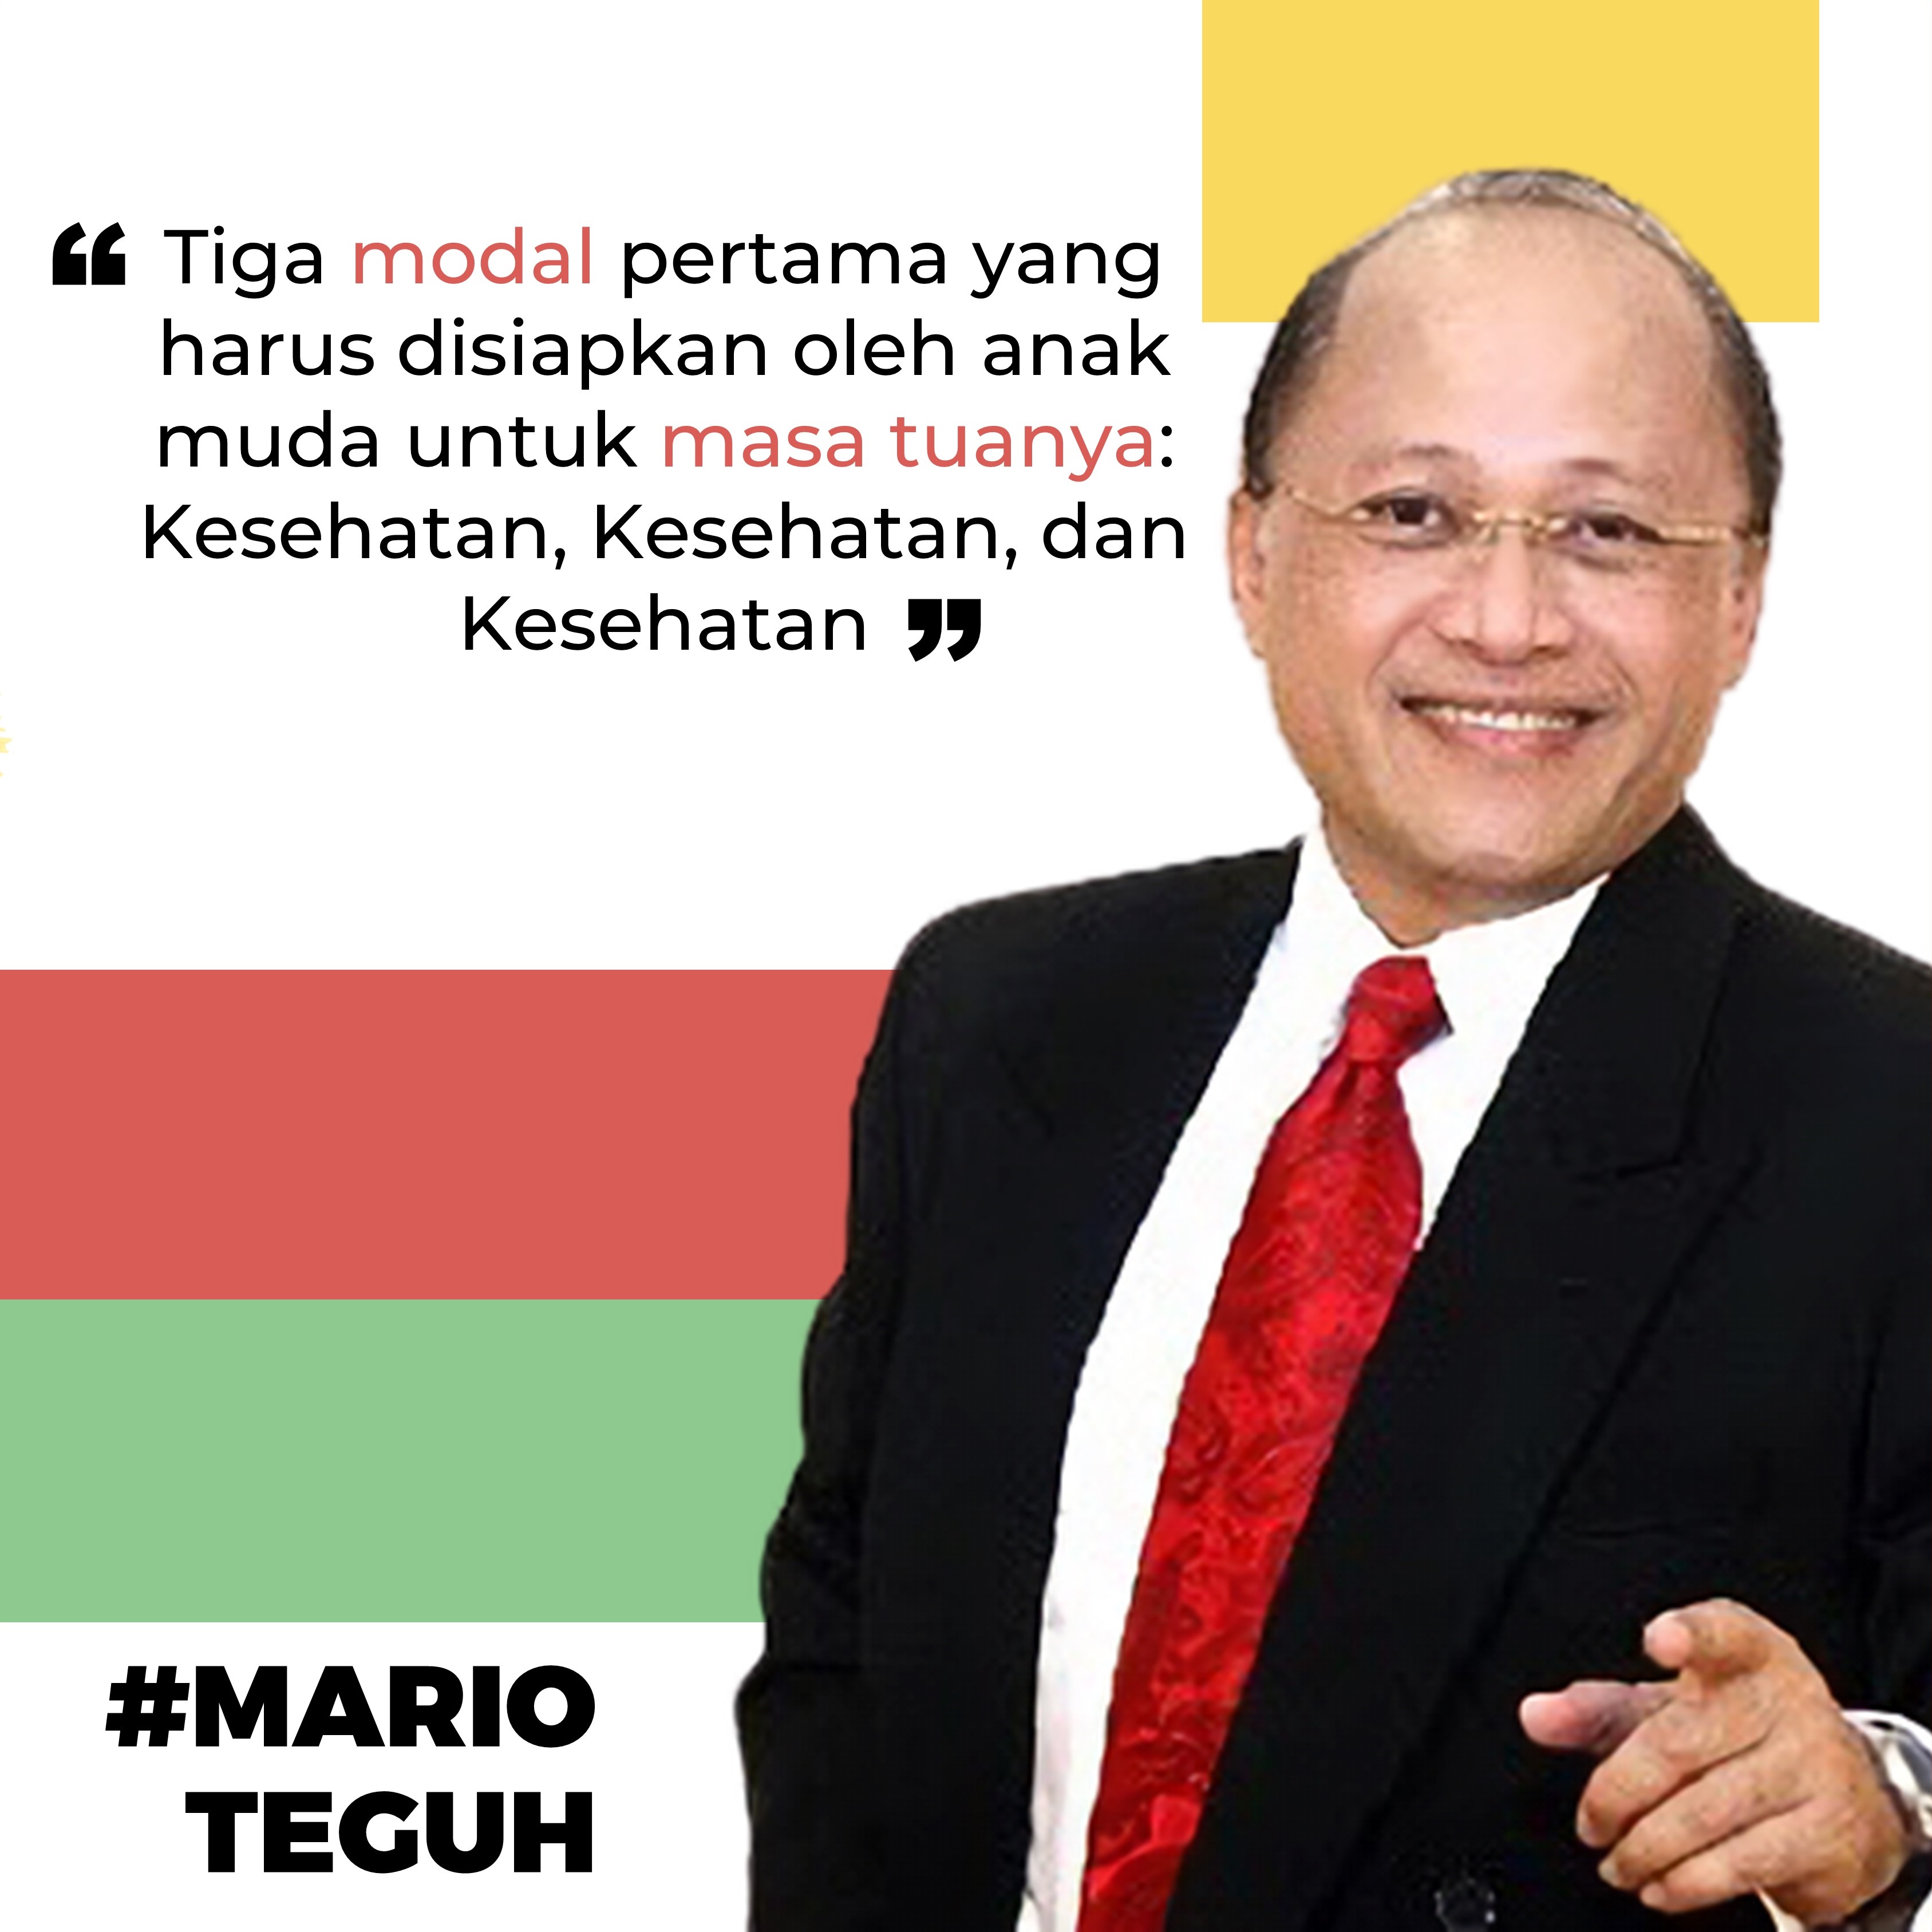 “ Tiga modal pertama yang
harus disiapkan oleh anak
muda untuk masa tuanya:
Kesehatan, Kesehatan, dan
Kesehatan ”
#MARIO
TEGUH